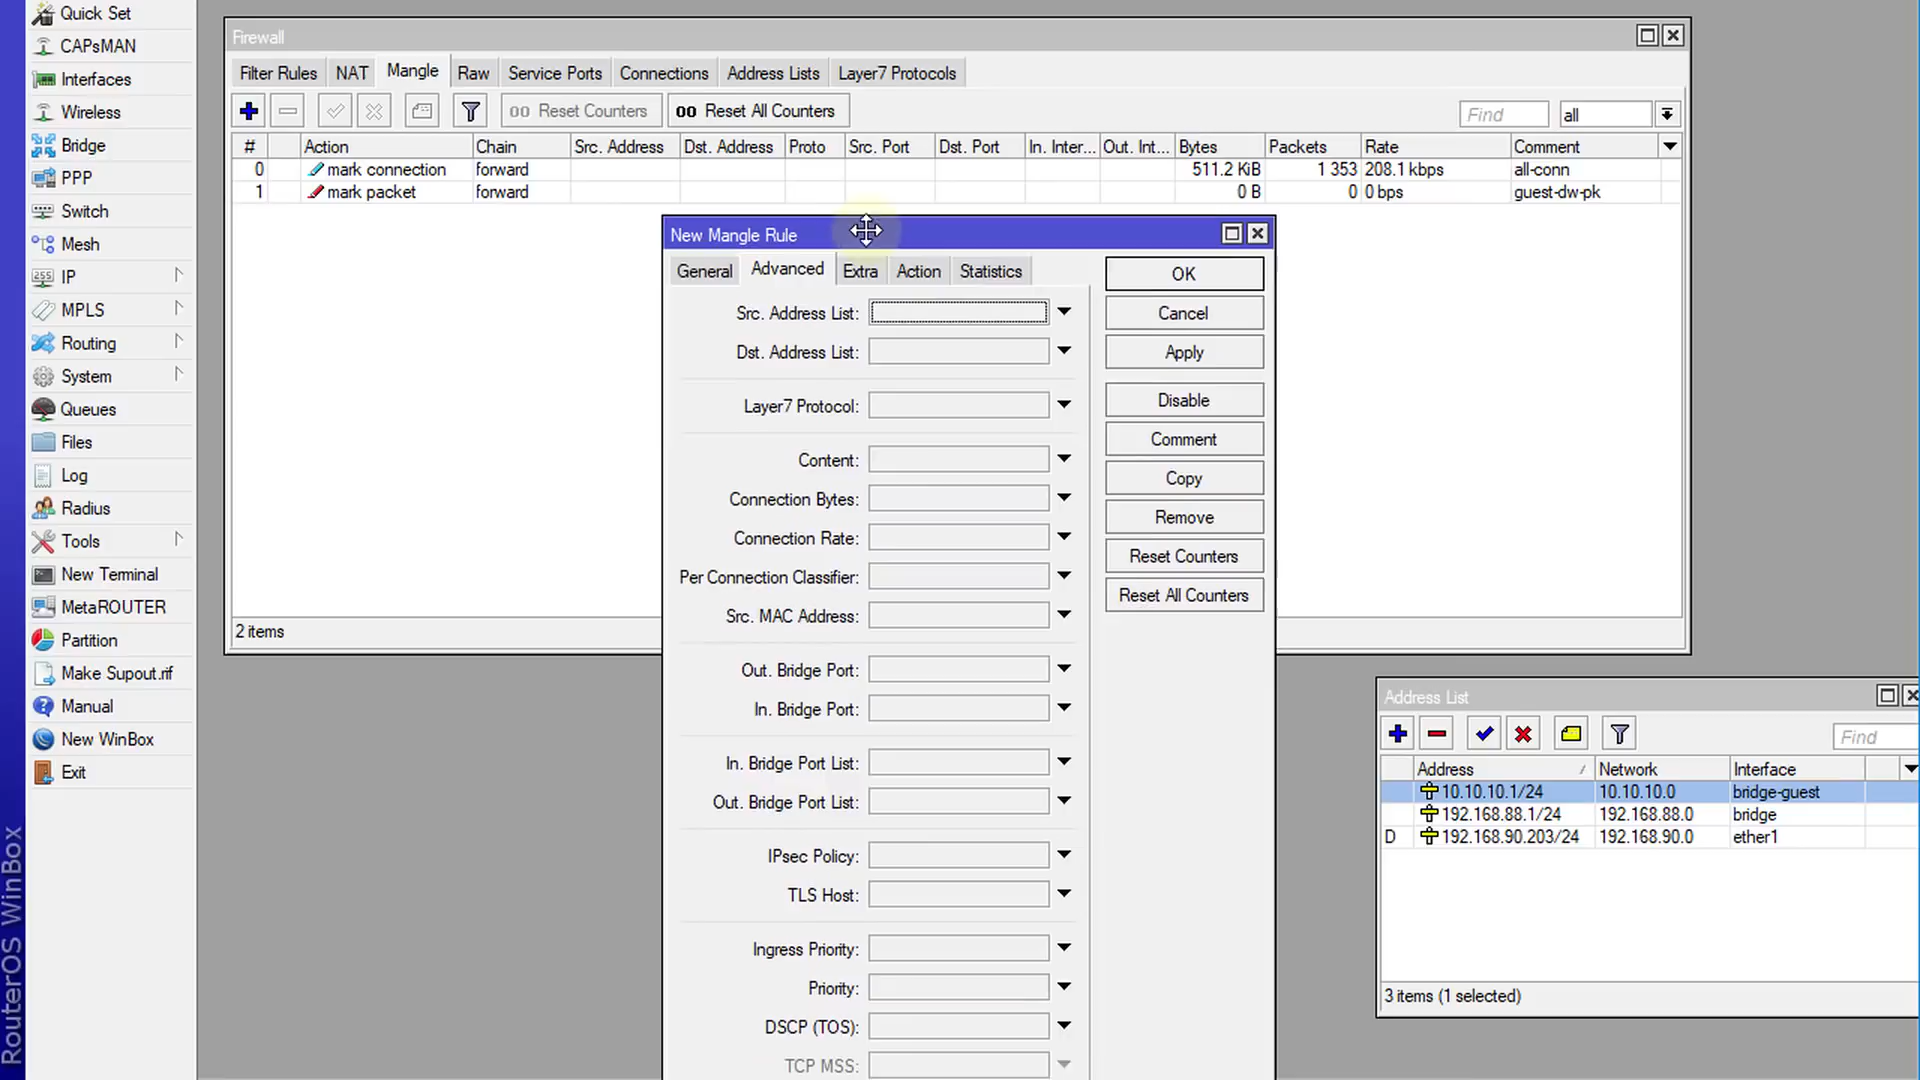 Quick Set
CAPsMAN
Interfaces
Wireless
Bridge
PPP
Switch
Mesh
255 IP
MPLS
Routing
System
Queues
Files
Log
Radius
Tools
New Terminal
MetaROUTER
Partition
Make Supout.rif
Manual
New WinBox
Exit
RouterOS WinBox
Firewall
Filter Rules NAT Mangle Raw Service Ports Connections Address Lists Layer7 Protocols
00 Reset Counters 00 Reset All Counters Find all
# Action Chain Src. Address Dst. Address Proto Src. Port Dst. Port In. Inter... Out. Int... Bytes Packets Rate Comment
0 mark connection forward 511.2 KiB 1 353 208.1 kbps all-conn
1 mark packet forward 0 B 0 0 bps guest-dw-pk
2 items
New Mangle Rule
General Advanced Extra Action Statistics
Src. Address List:
Dst. Address List:
Layer7 Protocol:
Content:
Connection Bytes:
Connection Rate:
Per Connection Classifier:
Src. MAC Address:
Out. Bridge Port:
In. Bridge Port:
In. Bridge Port List:
Out. Bridge Port List:
IPsec Policy:
TLS Host:
Ingress Priority:
Priority:
DSCP (TOS):
TCP MSS:
OK
Cancel
Apply
Disable
Comment
Copy
Remove
Reset Counters
Reset All Counters
Address List
Find
Address Network Interface
10.10.10.1/24 10.10.10.0 bridge-guest
192.168.88.1/24 192.168.88.0 bridge
D 192.168.90.203/24 192.168.90.0 ether1
3 items (1 selected)